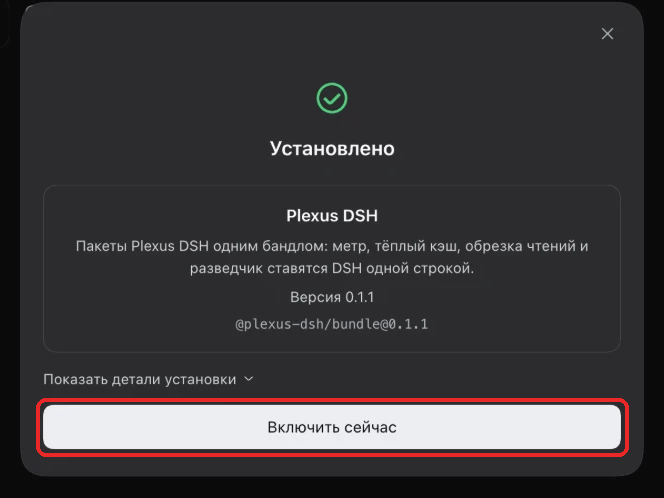 Установлено
Plexus DSH
Пакеты Plexus DSH одним бандлом: метр, тёплый кэш, обрезка чтений и
разведчик ставятся DSH одной строкой.
Версия 0.1.1
@plexus-dsh/bundle@0.1.1
Показать детали установки
Включить сейчас